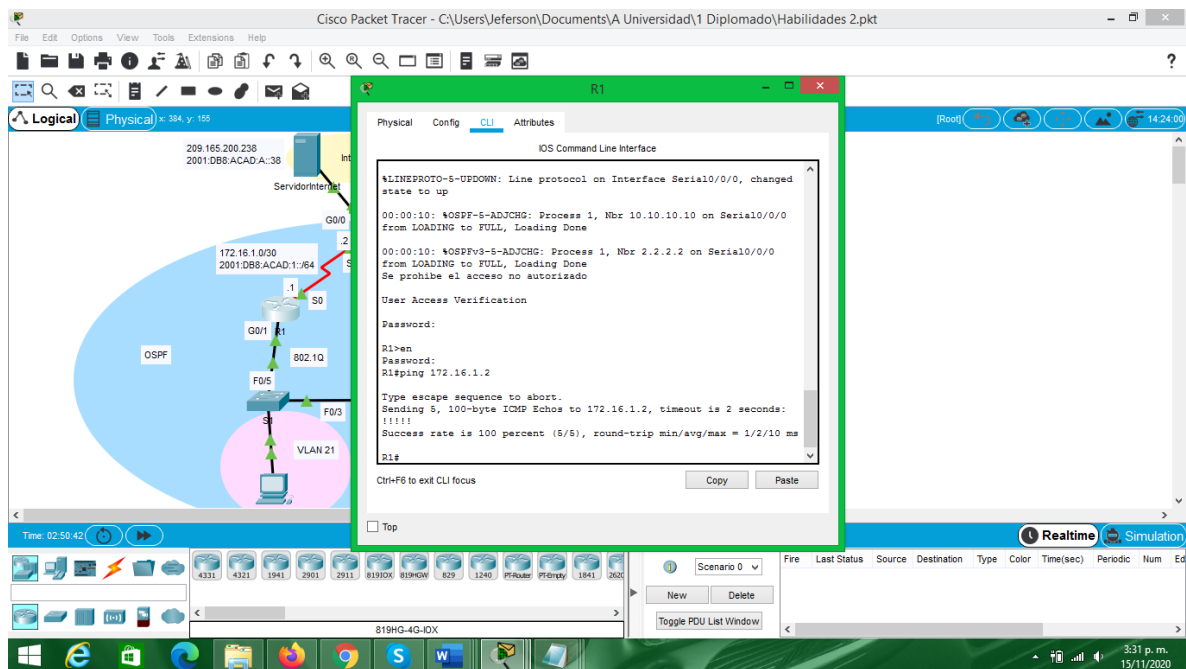 Cisco Packet Tracer - C:\Users\Jeferson\Documents\A Universidad\1 Diplomado\Habilidades 2.pkt
File Edit Options View Tools Extensions Help
?
Logical Physical x: 384, y: 155
[Root] 14:24:00
209.165.200.238
2001:DB8:ACAD:A::38
Int
ServidorInternet
G0/0
.2
172.16.1.0/30
2001:DB8:ACAD:1::/64
S
.1
S0
G0/1 R1
OSPF
802.1Q
F0/5
F0/3
S1
VLAN 21
R1
Physical Config CLI Attributes
IOS Command Line Interface
%LINEPROTO-5-UPDOWN: Line protocol on Interface Serial0/0/0, changed
state to up
00:00:10: %OSPF-5-ADJCHG: Process 1, Nbr 10.10.10.10 on Serial0/0/0
from LOADING to FULL, Loading Done
00:00:10: %OSPFv3-5-ADJCHG: Process 1, Nbr 2.2.2.2 on Serial0/0/0
from LOADING to FULL, Loading Done
Se prohibe el acceso no autorizado
User Access Verification
Password:
R1>en
Password:
R1#ping 172.16.1.2
Type escape sequence to abort.
Sending 5, 100-byte ICMP Echos to 172.16.1.2, timeout is 2 seconds:
!!!!!
Success rate is 100 percent (5/5), round-trip min/avg/max = 1/2/10 ms
R1#
Ctrl+F6 to exit CLI focus
Copy Paste
Top
Time: 02:50:42
Realtime Simulation
4331 4321 1941 2901 2911 819IOX 819HGW 829 1240 PT-Router PT-Empty 1841 262
819HG-4G-IOX
Scenario 0
New Delete
Toggle PDU List Window
Fire Last Status Source Destination Type Color Time(sec) Periodic Num Ed
3:31 p. m.
15/11/2020